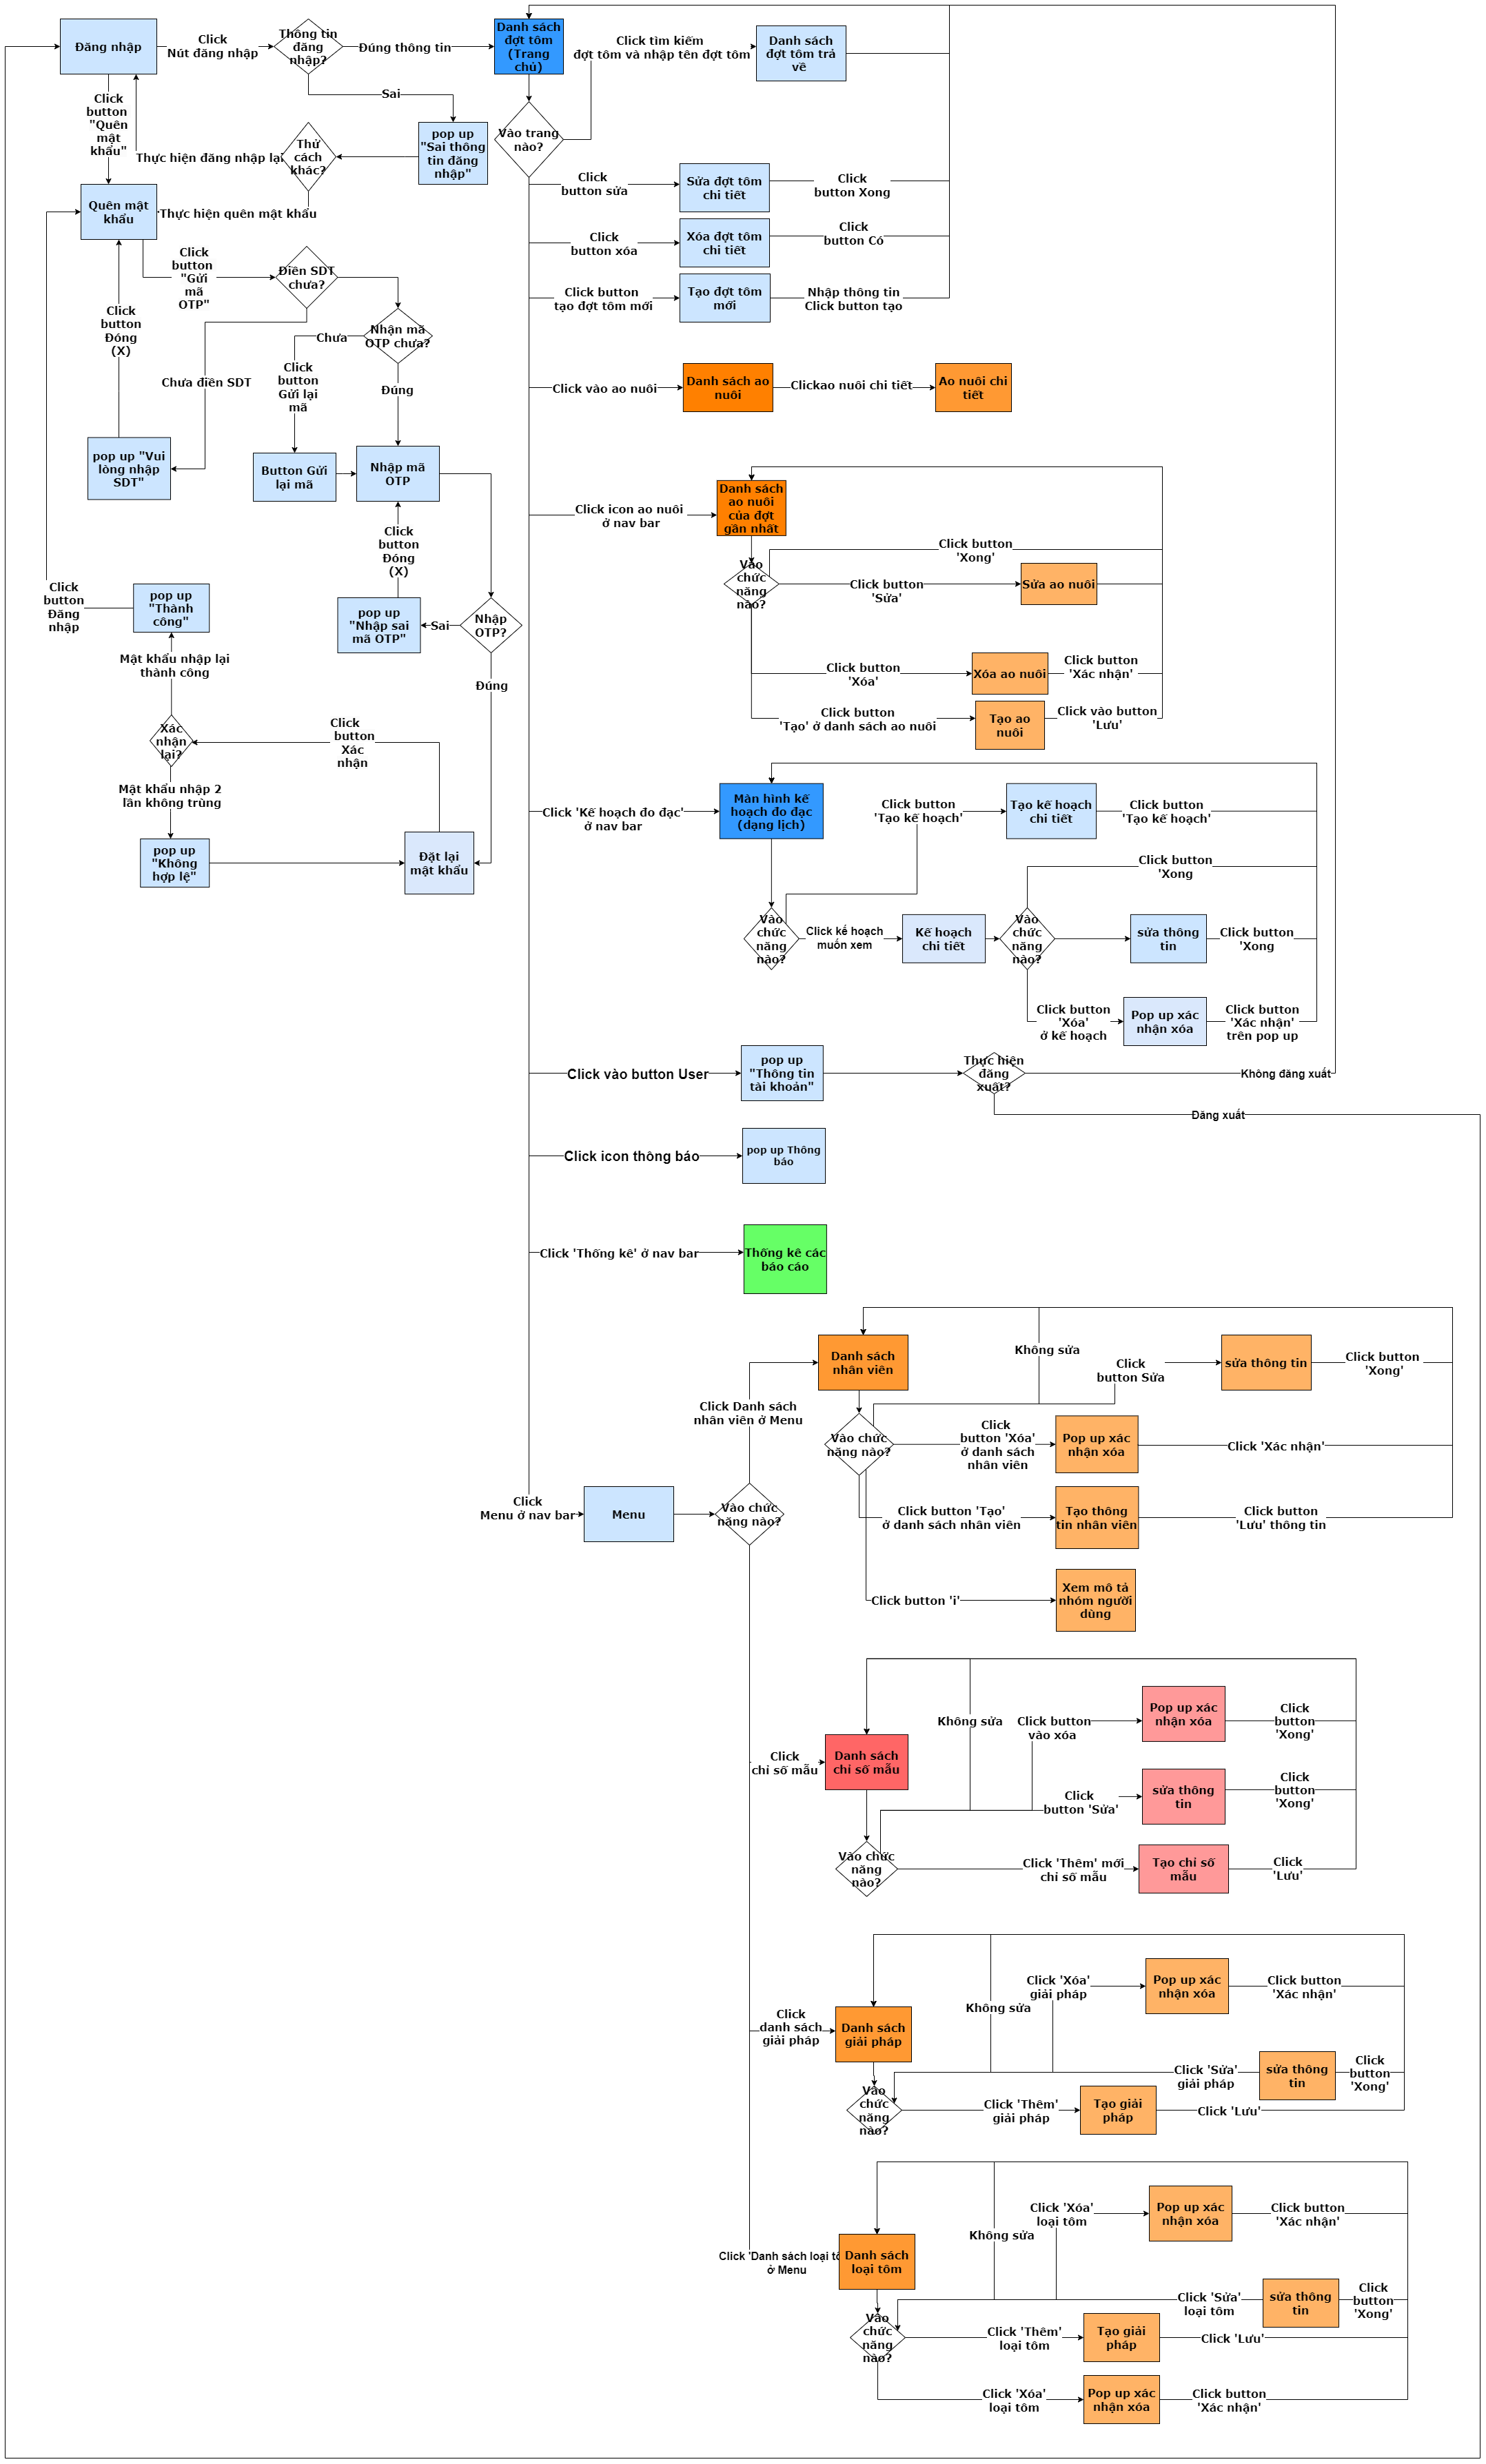 Đăng nhập
Click
Nút đăng nhập
Thông tin
đăng
nhập?
Đúng thông tin
Danh sách
đợt tôm
(Trang
chủ)
Click tìm kiếm
đợt tôm và nhập tên đợt tôm
Danh sách
đợt tôm trả
về
Sai
Click
button
"Quên
mật
khẩu"
Thực hiện đăng nhập lại
Thử
cách
khác?
pop up
"Sai thông
tin đăng
nhập"
Vào trang
nào?
Quên mật
khẩu
Thực hiện quên mật khẩu
Click
button sửa
Sửa đợt tôm
chi tiết
Click
button Xong
Click
button xóa
Xóa đợt tôm
chi tiết
Click
button Có
Click button
tạo đợt tôm mới
Tạo đợt tôm
mới
Nhập thông tin
Click button tạo
Click
button
"Gửi
mã
OTP"
Điền SDT
chưa?
Click
button
Đóng
(X)
Chưa
Nhận mã
OTP chưa?
Chưa điền SDT
Click
button
Gửi lại
mã
Đúng
Click vào ao nuôi
Danh sách ao
nuôi
Clickao nuôi chi tiết
Ao nuôi chi
tiết
pop up "Vui
lòng nhập
SDT"
Button Gửi
lại mã
Nhập mã
OTP
Click icon ao nuôi
ở nav bar
Danh sách
ao nuôi
của đợt
gần nhất
Click button
'Xong'
Click
button
Đóng
(X)
Vào
chức
năng
nào?
Click button
'Sửa'
Sửa ao nuôi
Click
button
Đăng
nhập
pop up
"Thành
công"
pop up
"Nhập sai
mã OTP"
Sai
Nhập
OTP?
Mật khẩu nhập lại
thành công
Đúng
Click button
'Xóa'
Xóa ao nuôi
Click button
'Xác nhận'
Click button
'Tạo' ở danh sách ao nuôi
Tạo ao
nuôi
Click vào button
'Lưu'
Xác
nhận
lại?
Click
button
Xác
nhận
Mật khẩu nhập 2
lần không trùng
Click 'Kế hoạch đo đạc'
ở nav bar
Màn hình kế
hoạch đo đạc
(dạng lịch)
Click button
'Tạo kế hoạch'
Tạo kế hoạch
chi tiết
Click button
'Tạo kế hoạch'
pop up
"Không
hợp lệ"
Đặt lại
mật khẩu
Click button
'Xong
Vào
chức
năng
nào?
Click kế hoạch
muốn xem
Kế hoạch
chi tiết
Vào
chức
năng
nào?
sửa thông
tin
Click button
'Xong
Click button
'Xóa'
ở kế hoạch
Pop up xác
nhận xóa
Click button
'Xác nhận'
trên pop up
Click vào button User
pop up
"Thông tin
tài khoản"
Thực hiện
đăng
xuất?
Không đăng xuất
Đăng xuất
Click icon thông báo
pop up Thông
báo
Click 'Thống kê' ở nav bar
Thống kê các
báo cáo
Danh sách
nhân viên
Không sửa
Click
button Sửa
sửa thông tin
Click button
'Xong'
Click Danh sách
nhân viên ở Menu
Vào chức
năng nào?
Click
button 'Xóa'
ở danh sách
nhân viên
Pop up xác
nhận xóa
Click 'Xác nhận'
Click
Menu ở nav bar
Menu
Vào chức
năng nào?
Click button 'Tạo'
ở danh sách nhân viên
Tạo thông
tin nhân viên
Click button
'Lưu' thông tin
Click button 'i'
Xem mô tả
nhóm người
dùng
Không sửa
Click button
vào xóa
Pop up xác
nhận xóa
Click
button
'Xong'
Click
chỉ số mẫu
Danh sách
chỉ số mẫu
Click
button 'Sửa'
sửa thông
tin
Click
button
'Xong'
Vào chức
năng
nào?
Click 'Thêm' mới
chỉ số mẫu
Tạo chỉ số
mẫu
Click
'Lưu'
Click
danh sách
giải pháp
Danh sách
giải pháp
Không sửa
Click 'Xóa'
giải pháp
Pop up xác
nhận xóa
Click button
'Xác nhận'
Click 'Sửa'
giải pháp
sửa thông
tin
Click
button
'Xong'
Vào
chức
năng
nào?
Click 'Thêm'
giải pháp
Tạo giải
pháp
Click 'Lưu'
Click 'Danh sách loại
ở Menu
Danh sách
loại tôm
Không sửa
Click 'Xóa'
loại tôm
Pop up xác
nhận xóa
Click button
'Xác nhận'
Click 'Sửa'
loại tôm
sửa thông
tin
Click
button
'Xong'
Vào
chức
năng
nào?
Click 'Thêm'
loại tôm
Tạo giải
pháp
Click 'Lưu'
Click 'Xóa'
loại tôm
Pop up xác
nhận xóa
Click button
'Xác nhận'